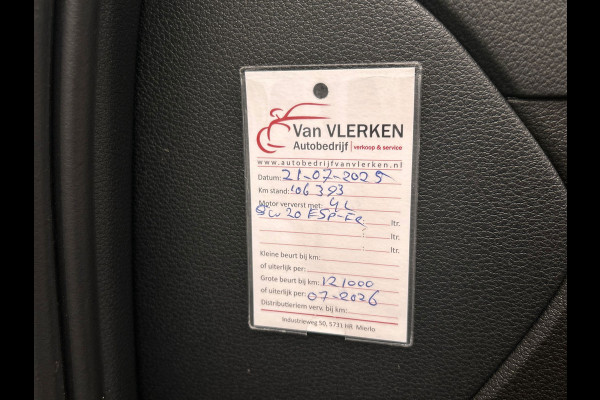 Van VLERKEN
Autobedrijf verkoop & service
www.autobedrijfvanvlerken.nl
Datum: 21-07-2025
Km stand: 106393
Motor ververst met: 4L
5w20 ESP-FE ltr.
ltr.
ltr.
Kleine beurt bij km:
of uiterlijk per:
Grote beurt bij km: 121000
of uiterlijk per: 07-2026
Distributieriem verv. bij km:
Industrieweg 50, 5731 HR Mierlo